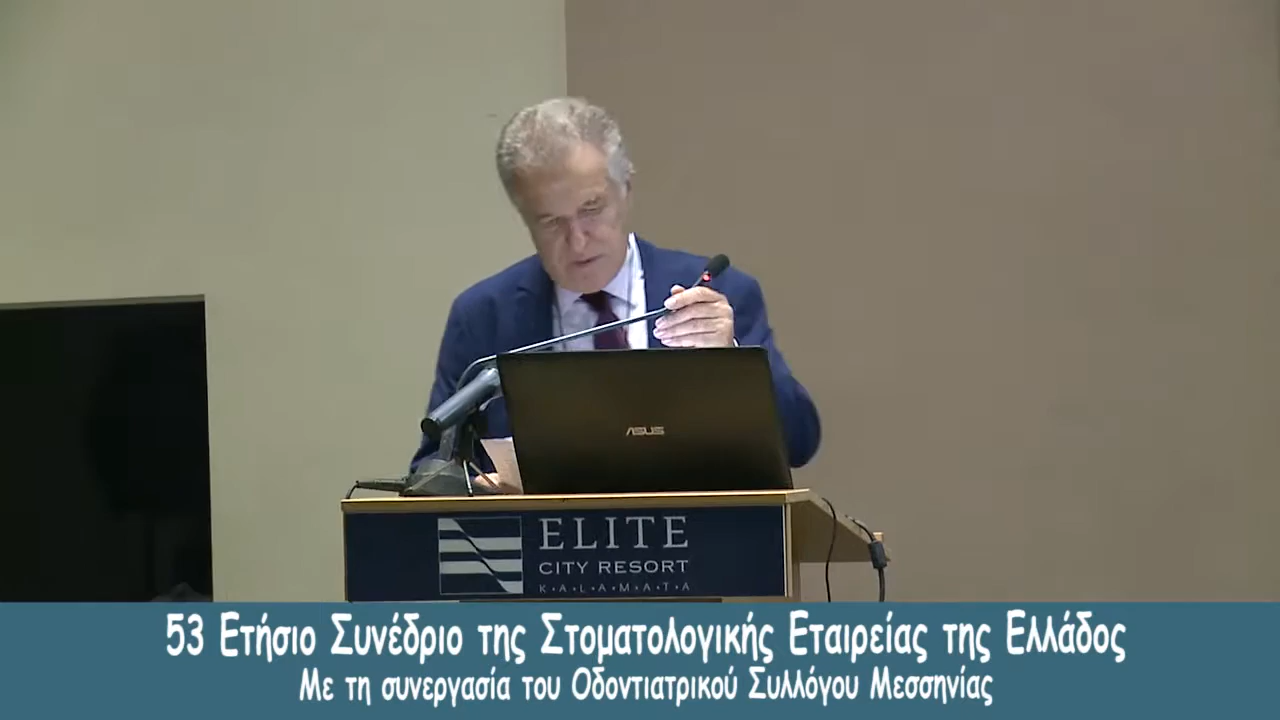 ASUS
ELITE
CITY RESORT
K·A·L·A·M·A·T·A
53 Ετήσιο Συνέδριο της Στοματολογικής Εταιρείας της Ελλάδος
Με τη συνεργασία του Οδοντιατρικού Συλλόγου Μεσσηνίας